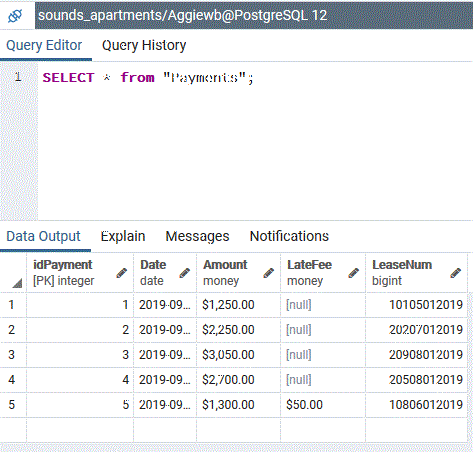 sounds_apartments/Aggiewb@PostgreSQL 12
Query Editor Query History
1 SELECT * from "Payments";
Data Output Explain Messages Notifications
idPayment Date Amount LateFee LeaseNum
[PK] integer date money money bigint
1 1 2019-09... $1,250.00 [null] 10105012019
2 2 2019-09... $2,250.00 [null] 20207012019
3 3 2019-09... $3,050.00 [null] 20908012019
4 4 2019-09... $2,700.00 [null] 20508012019
5 5 2019-09... $1,300.00 $50.00 10806012019